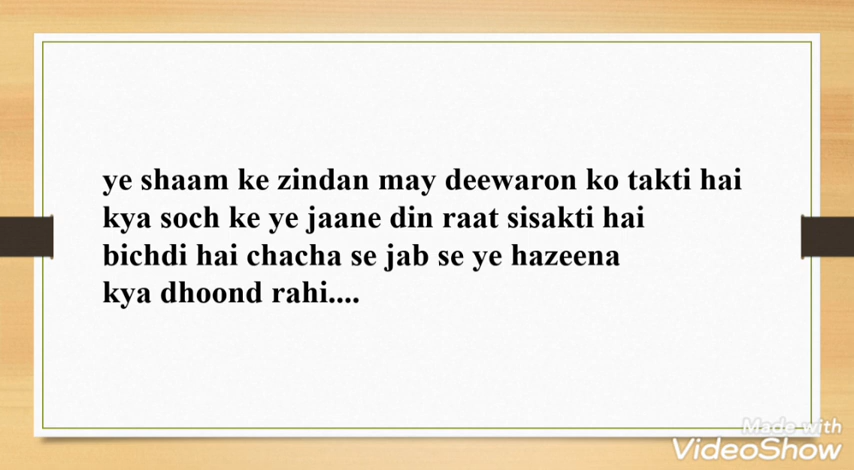 ye shaam ke zindan may deewaron ko takti hai
kya soch ke ye jaane din raat sisakti hai
bichdi hai chacha se jab se ye hazeena
kya dhoond rahi....
Made with
VideoShow